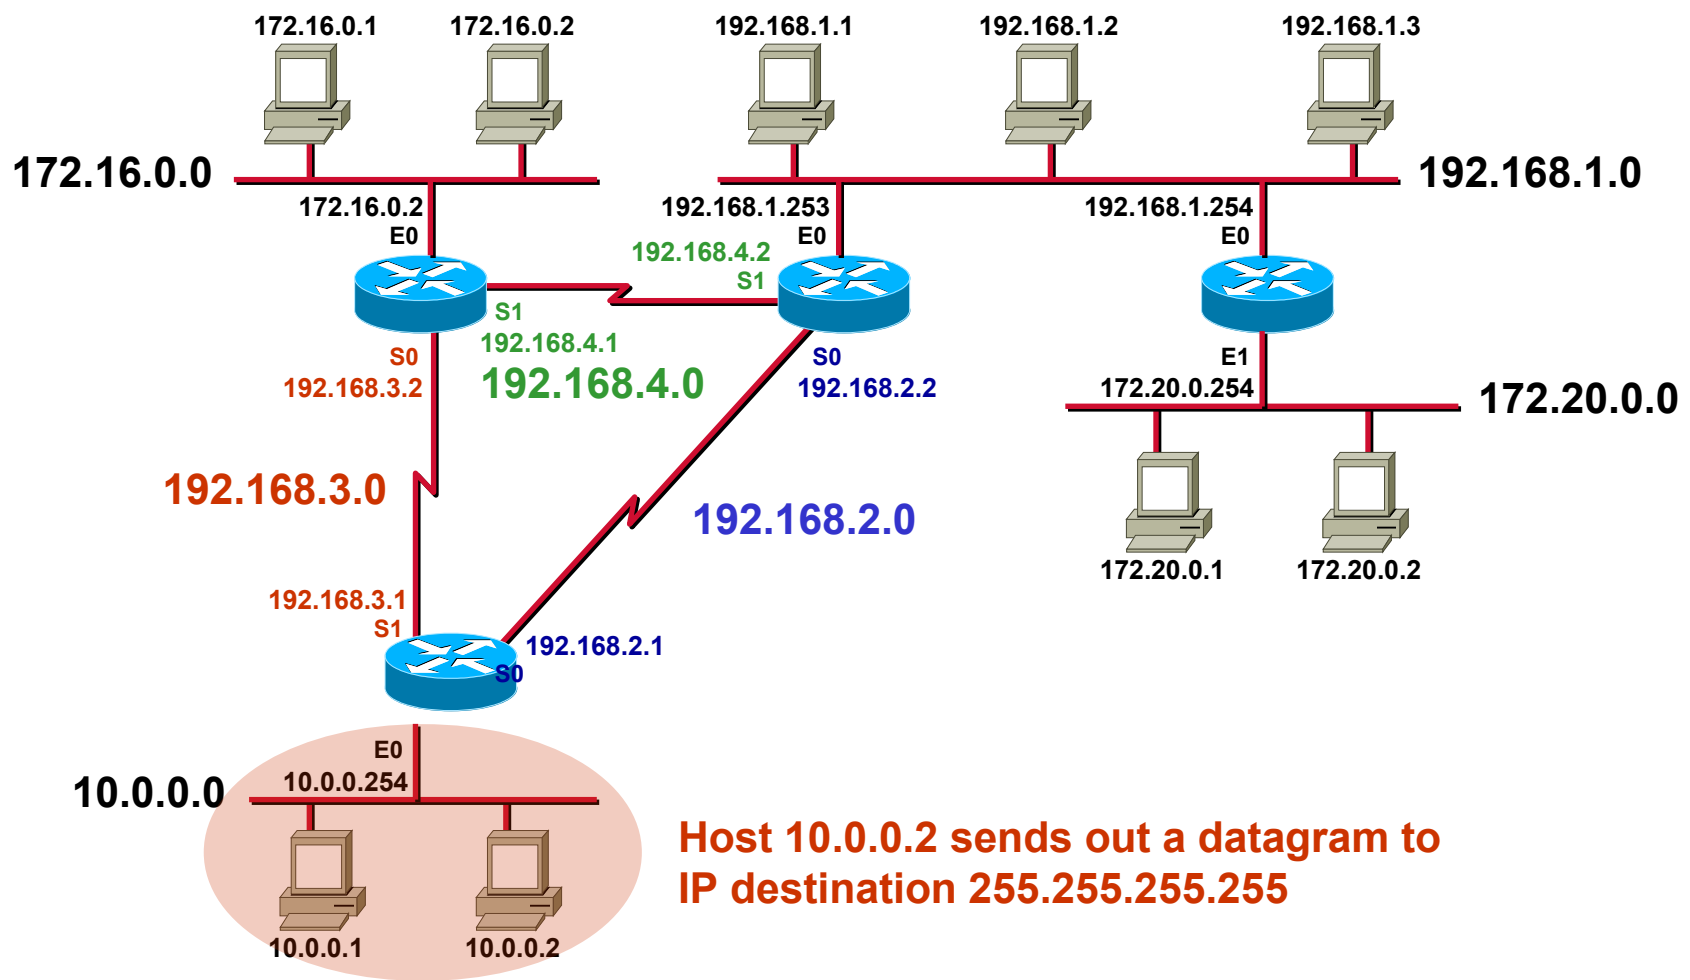 172.16.0.1
172.16.0.2
192.168.1.1
192.168.1.2
192.168.1.3
172.16.0.0
192.168.1.0
172.16.0.2
E0
192.168.1.253
E0
192.168.1.254
E0
192.168.4.2
S1
S1
192.168.4.1
192.168.4.0
S0
192.168.3.2
S0
192.168.2.2
E1
172.20.0.254
172.20.0.0
192.168.3.0
192.168.2.0
172.20.0.1
172.20.0.2
192.168.3.1
S1
192.168.2.1
S0
E0
10.0.0.254
10.0.0.0
10.0.0.1
10.0.0.2
Host 10.0.0.2 sends out a datagram to
IP destination 255.255.255.255